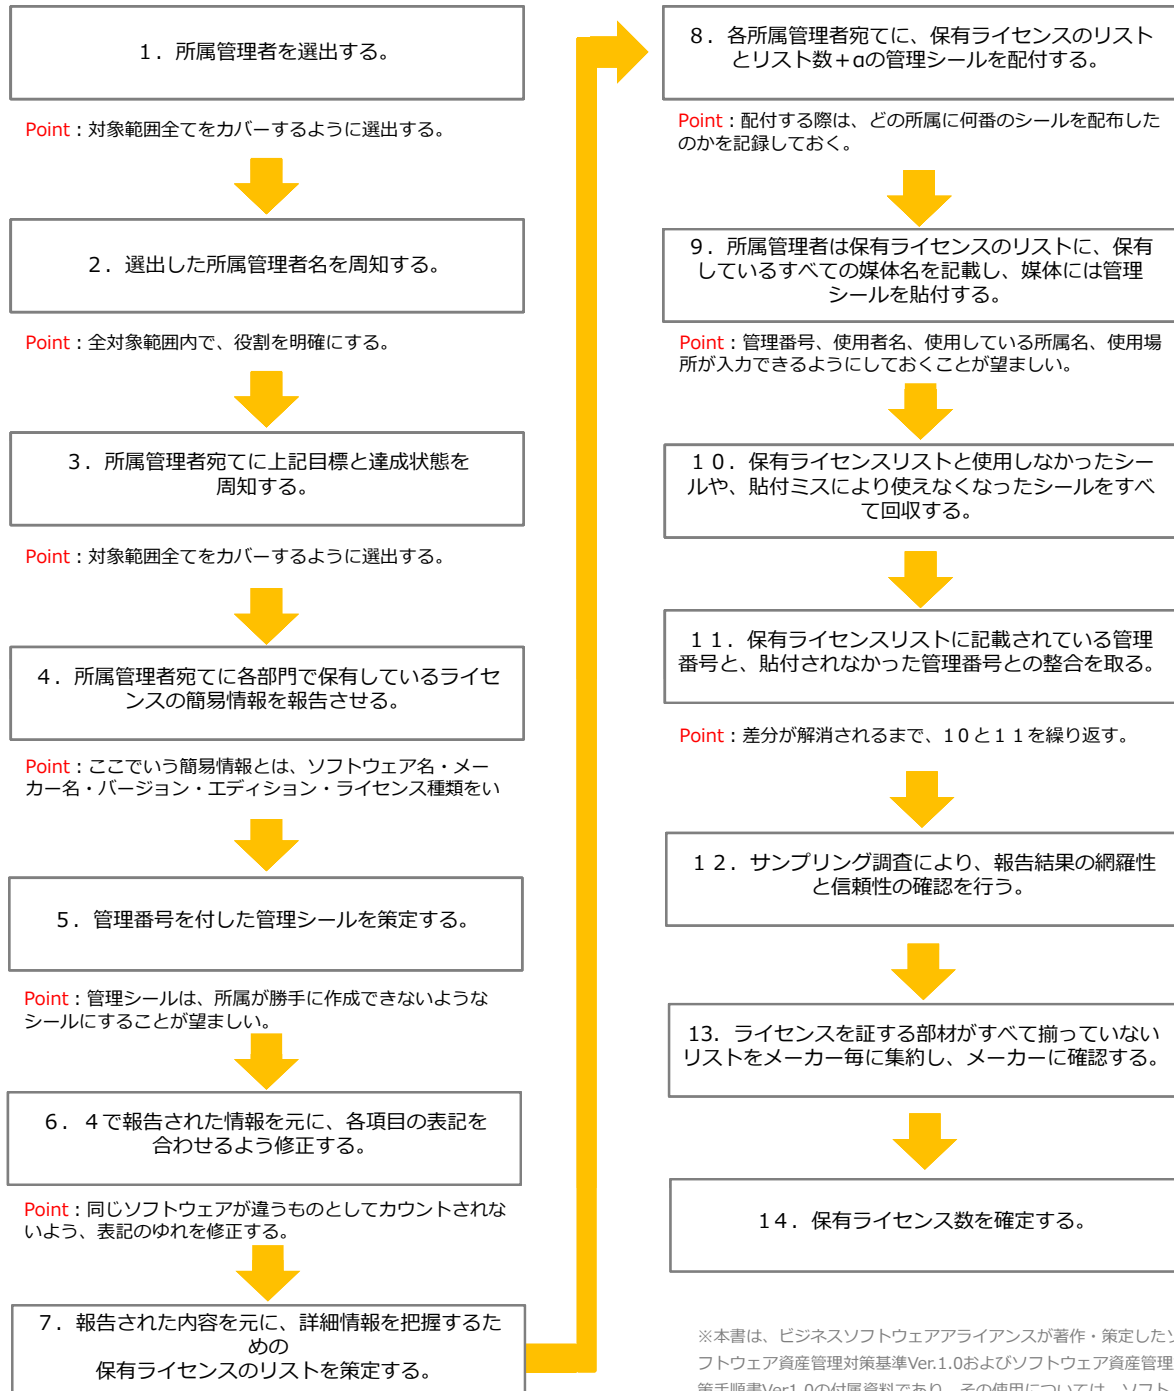 1．所属管理者を選出する。
Point：対象範囲全てをカバーするように選出する。
2．選出した所属管理者名を周知する。
Point：全対象範囲内で、役割を明確にする。
3．所属管理者宛てに上記目標と達成状態を
周知する。
Point：対象範囲全てをカバーするように選出する。
4．所属管理者宛てに各部門で保有しているライセ
ンスの簡易情報を報告させる。
Point：ここでいう簡易情報とは、ソフトウェア名・メー
カー名・バージョン・エディション・ライセンス種類をい
5．管理番号を付した管理シールを策定する。
Point：管理シールは、所属が勝手に作成できないような
シールにすることが望ましい。
6．４で報告された情報を元に、各項目の表記を
合わせるよう修正する。
Point：同じソフトウェアが違うものとしてカウントされな
いよう、表記のゆれを修正する。
7．報告された内容を元に、詳細情報を把握するた
めの
保有ライセンスのリストを策定する。
8．各所属管理者宛てに、保有ライセンスのリスト
とリスト数＋αの管理シールを配付する。
Point：配付する際は、どの所属に何番のシールを配布した
のかを記録しておく。
9．所属管理者は保有ライセンスのリストに、保有
しているすべての媒体名を記載し、媒体には管理
シールを貼付する。
Point：管理番号、使用者名、使用している所属名、使用場
所が入力できるようにしておくことが望ましい。
１０．保有ライセンスリストと使用しなかったシー
ルや、貼付ミスにより使えなくなったシールをすべ
て回収する。
１１．保有ライセンスリストに記載されている管理
番号と、貼付されなかった管理番号との整合を取る。
Point：差分が解消されるまで、１０と１１を繰り返す。
１２．サンプリング調査により、報告結果の網羅性
と信頼性の確認を行う。
13．ライセンスを証する部材がすべて揃っていない
リストをメーカー毎に集約し、メーカーに確認する。
14．保有ライセンス数を確定する。
※本書は、ビジネスソフトウェアアライアンスが著作・策定したソ
フトウェア資産管理対策基準Ver.1.0およびソフトウェア資産管理
策手順書Ver1.0の付属資料であり、その使用については、ソフト